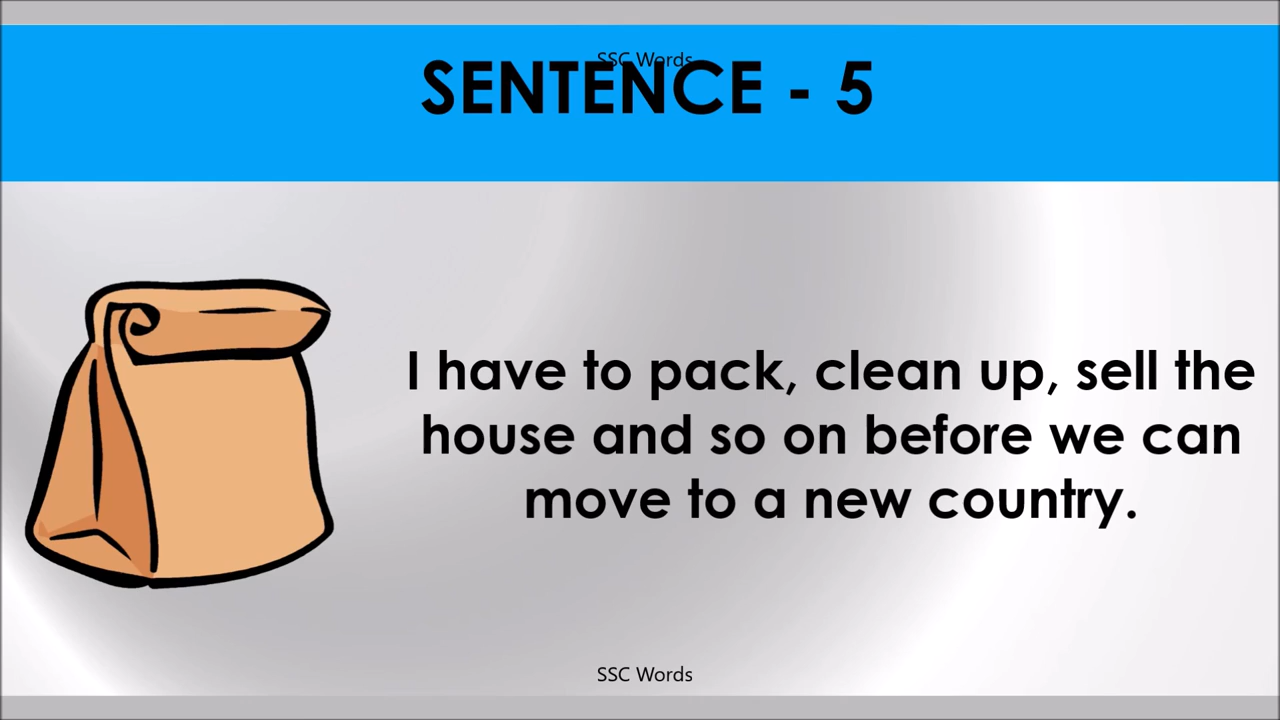 SSC Words
SENTENCE - 5
I have to pack, clean up, sell the
house and so on before we can
move to a new country.
SSC Words